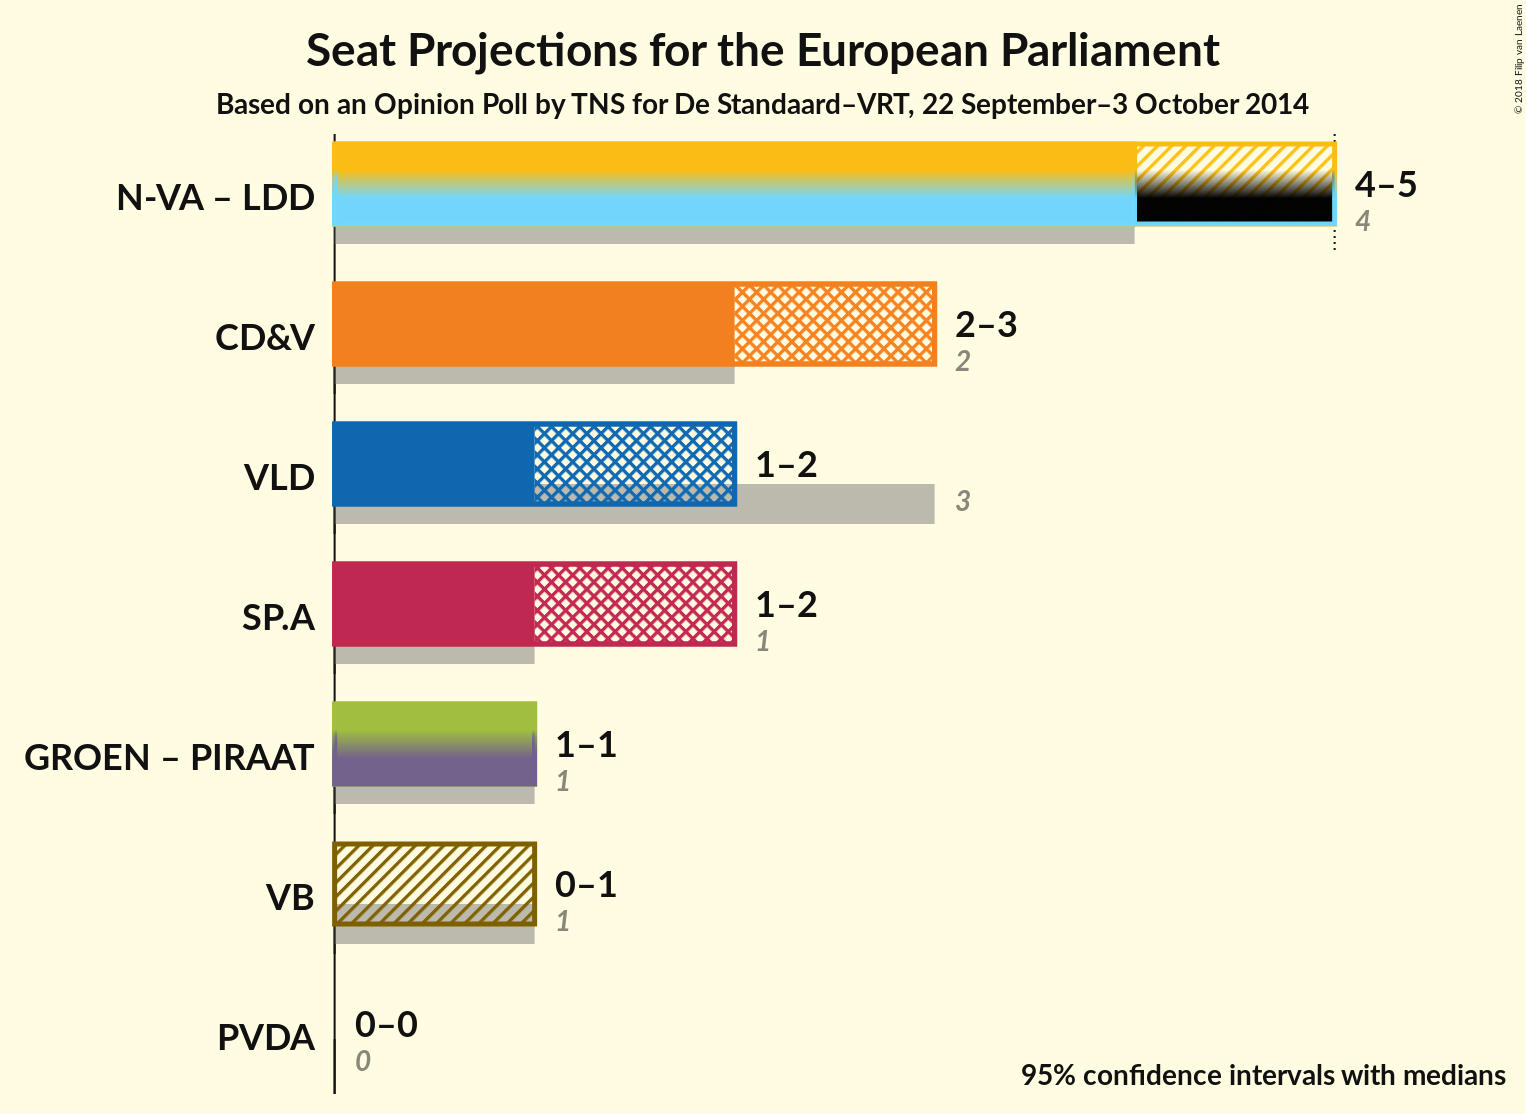 Seat Projections for the European Parliament
Based on an Opinion Poll by TNS for De Standaard–VRT, 22 September–3 October 2014
© 2018 Filip van Laenen
N-VA – LDD
4–5
4
CD&V
2–3
2
VLD
1–2
3
SP.A
1–2
1
GROEN – PIRAAT
1–1
1
VB
0–1
1
PVDA
0–0
0
95% confidence intervals with medians